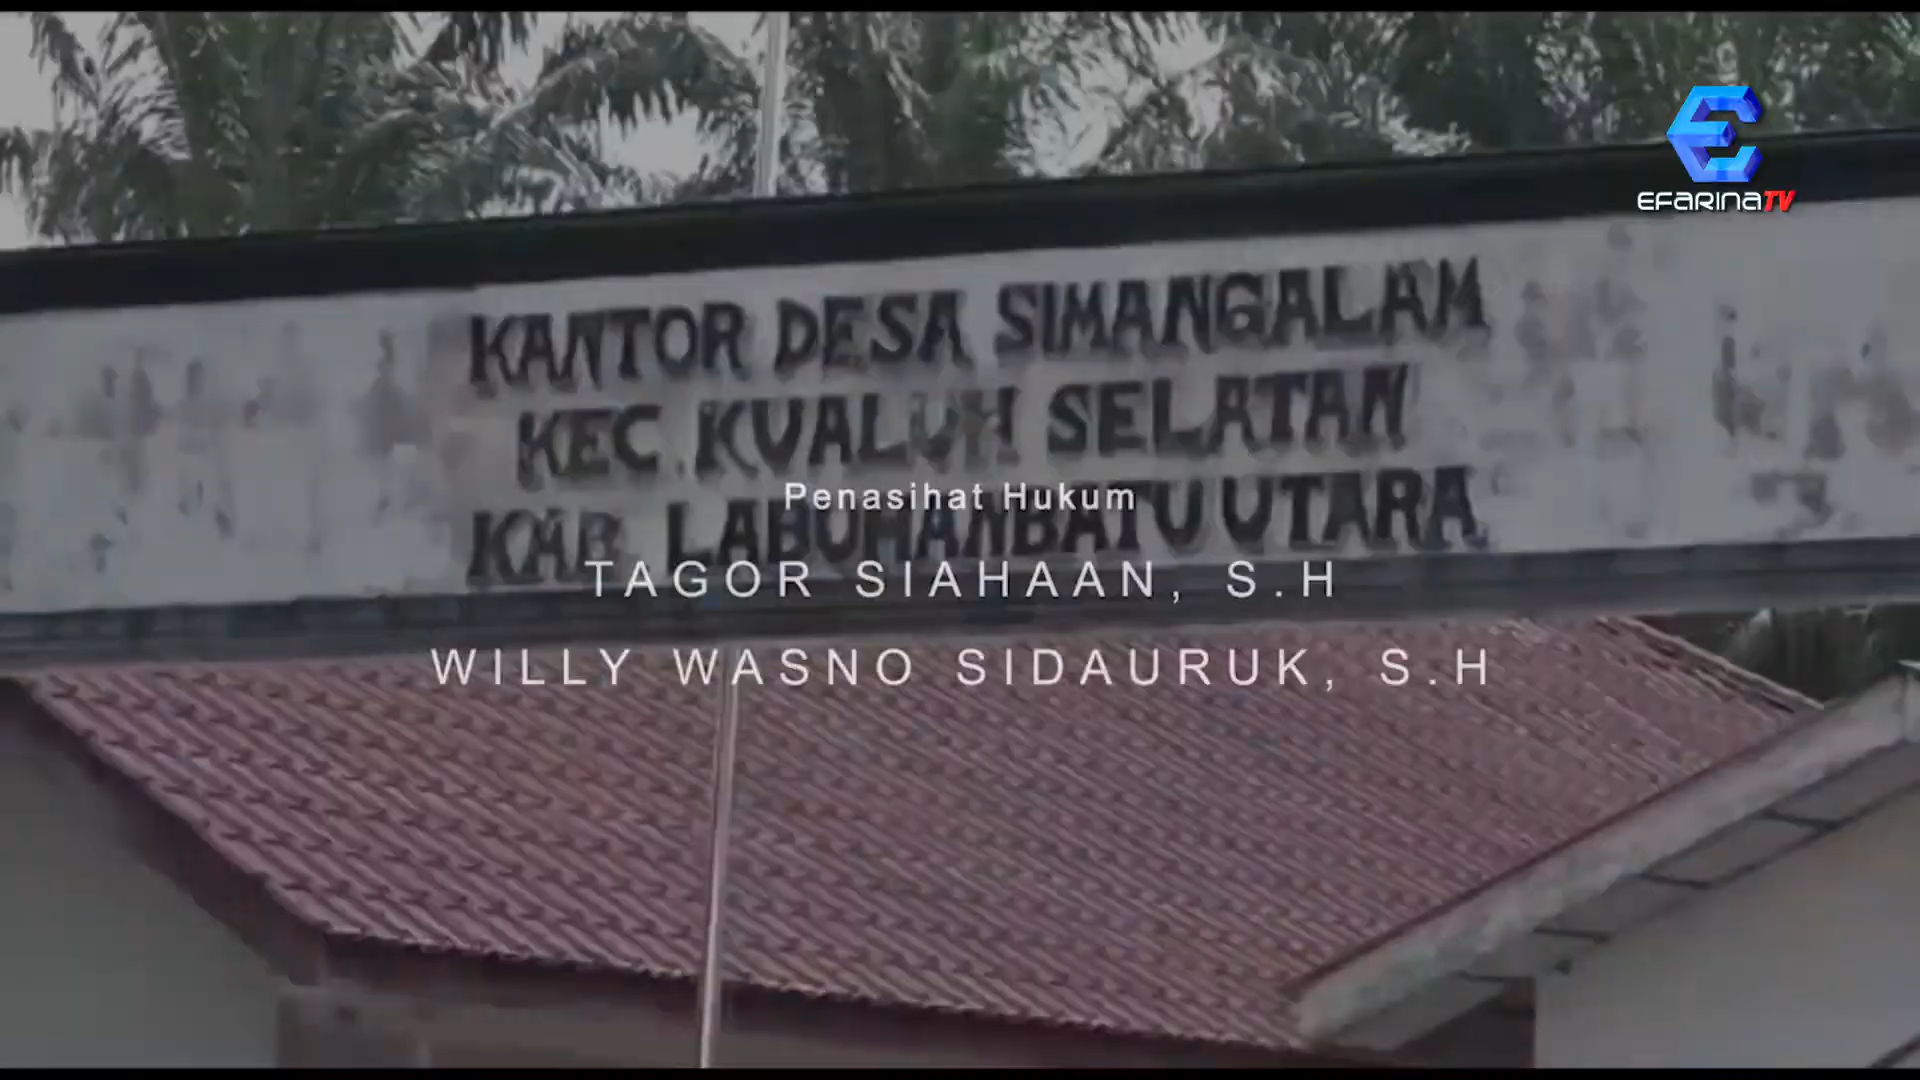 EFARINATV
KANTOR DESA SIMANGALAM
KEC.KUALUH SELATAN
KAB. LABUHANBATU UTARA
Penasihat Hukum
TAGOR SIAHAAN, S.H
WILLY WASNO SIDAURUK, S.H